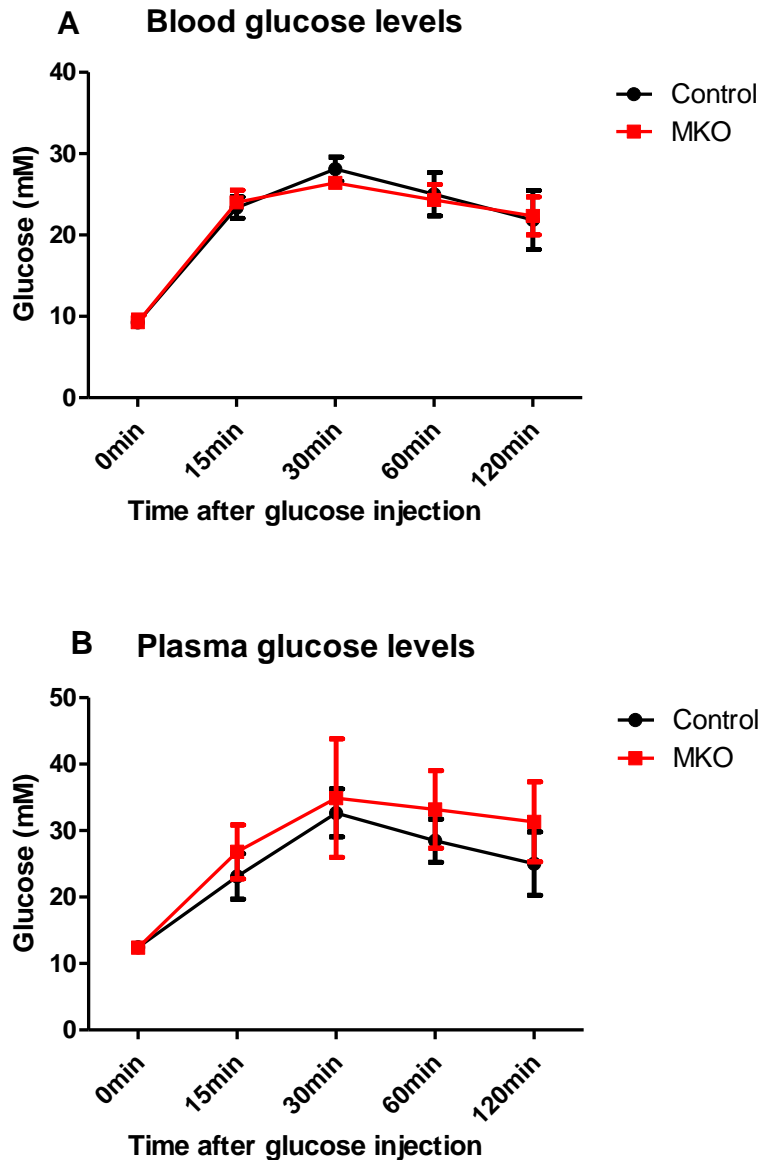 A Blood glucose levels
40
30
20
10
0
Glucose (mM)
Control
MKO
0min
15min
30min
60min
120min
Time after glucose injection
B Plasma glucose levels
50
40
30
20
10
0
Glucose (mM)
Control
MKO
0min
15min
30min
60min
120min
Time after glucose injection